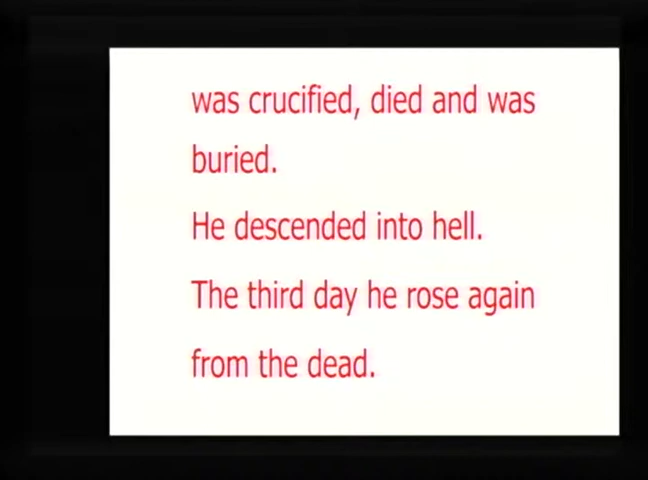 was crucified, died and was
buried.
He descended into hell.
The third day he rose again
from the dead.